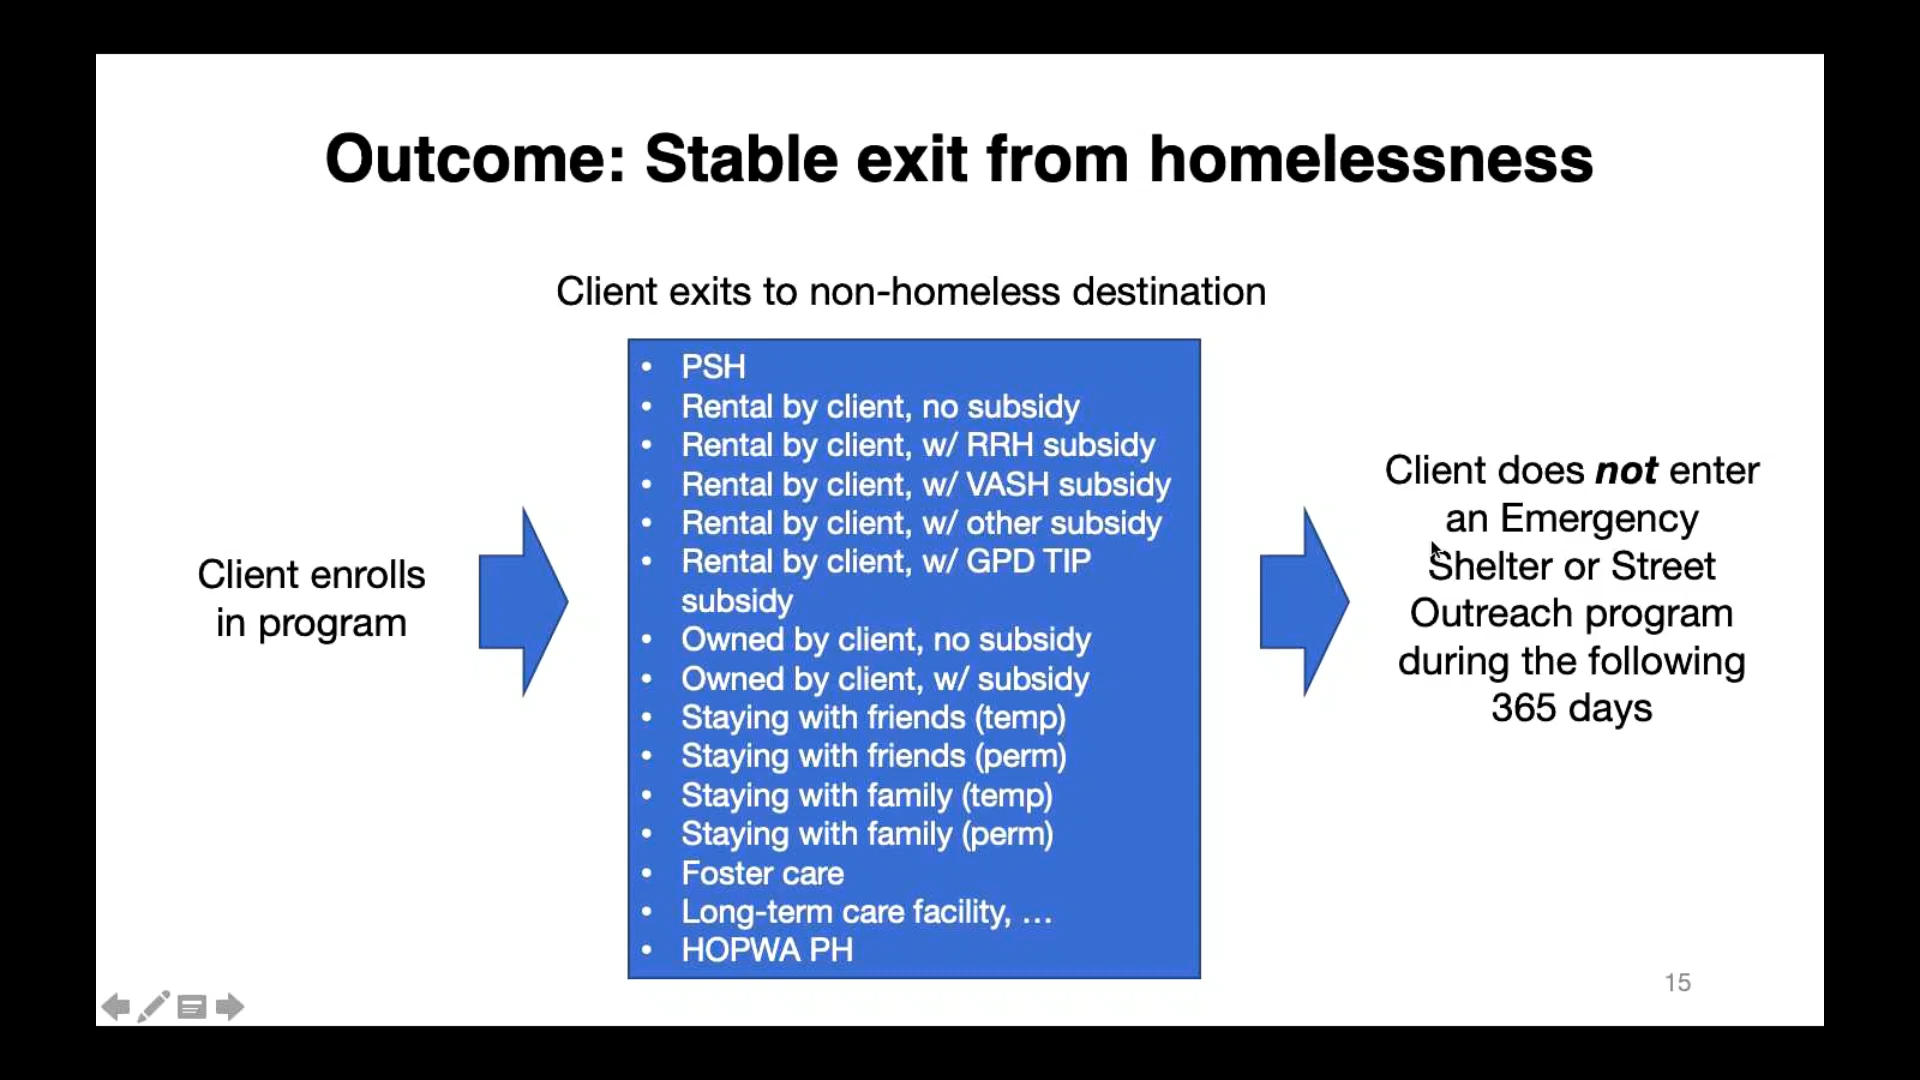 Outcome: Stable exit from homelessness
Client exits to non-homeless destination
Client enrolls
in program
• PSH
• Rental by client, no subsidy
• Rental by client, w/ RRH subsidy
• Rental by client, w/ VASH subsidy
• Rental by client, w/ other subsidy
• Rental by client, w/ GPD TIP
subsidy
• Owned by client, no subsidy
• Owned by client, w/ subsidy
• Staying with friends (temp)
• Staying with friends (perm)
• Staying with family (temp)
• Staying with family (perm)
• Foster care
• Long-term care facility, …
• HOPWA PH
Client does not enter
an Emergency
Shelter or Street
Outreach program
during the following
365 days
15